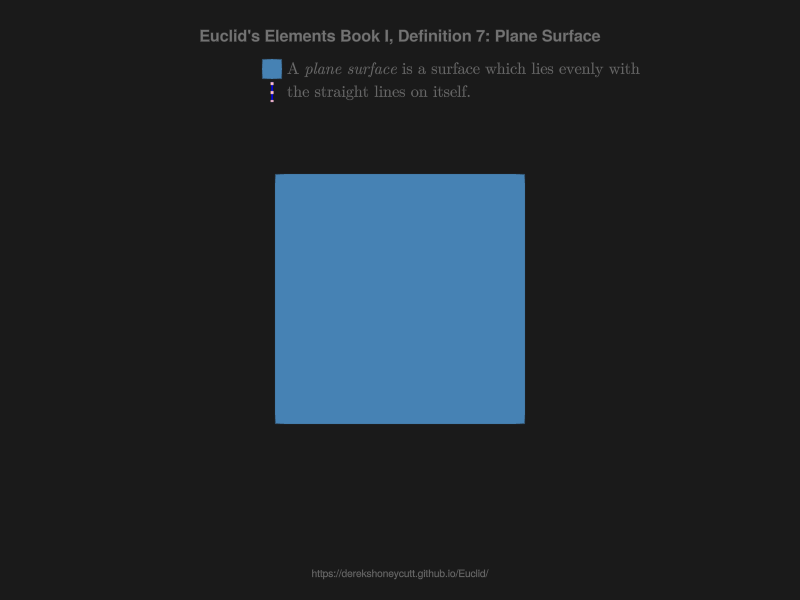 Euclid's Elements Book I, Definition 7: Plane Surface
A plane surface is a surface which lies evenly with
the straight lines on itself.
https://derekshoneycutt.github.io/Euclid/